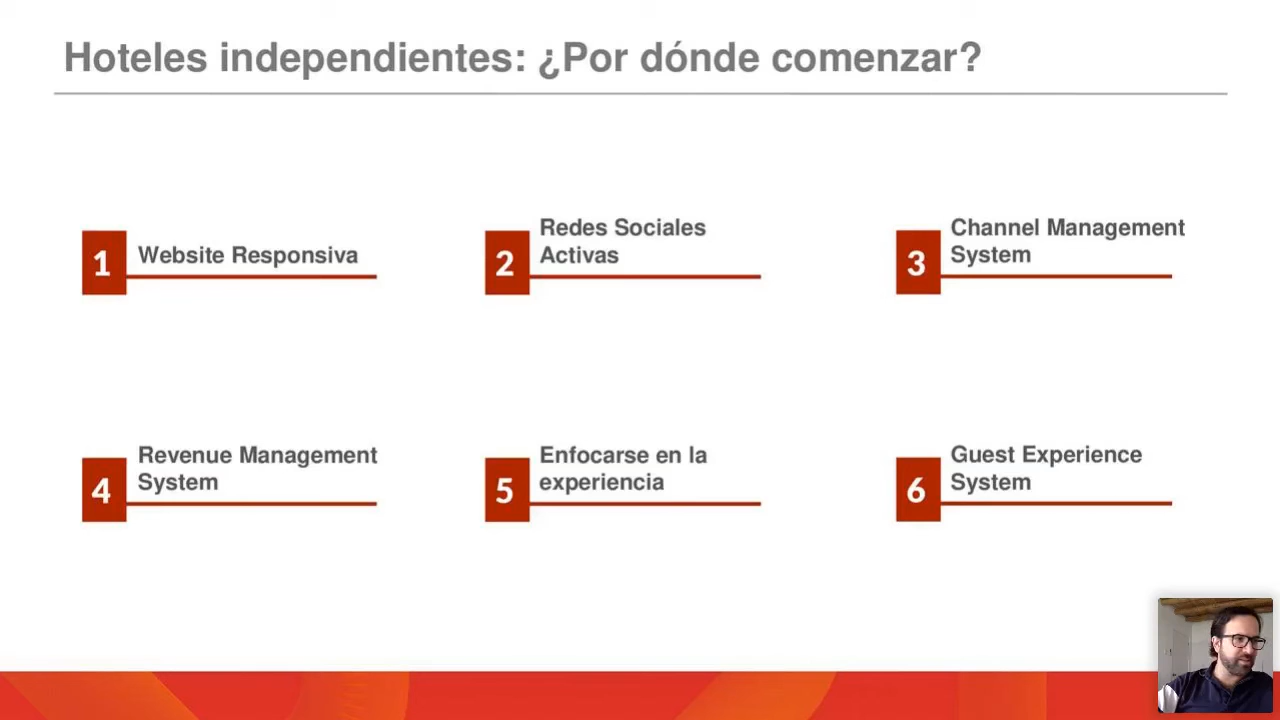 Hoteles independientes: ¿Por dónde comenzar?
1
Website Responsiva
2
Redes Sociales
Activas
3
Channel Management
System
4
Revenue Management
System
5
Enfocarse en la
experiencia
6
Guest Experience
System